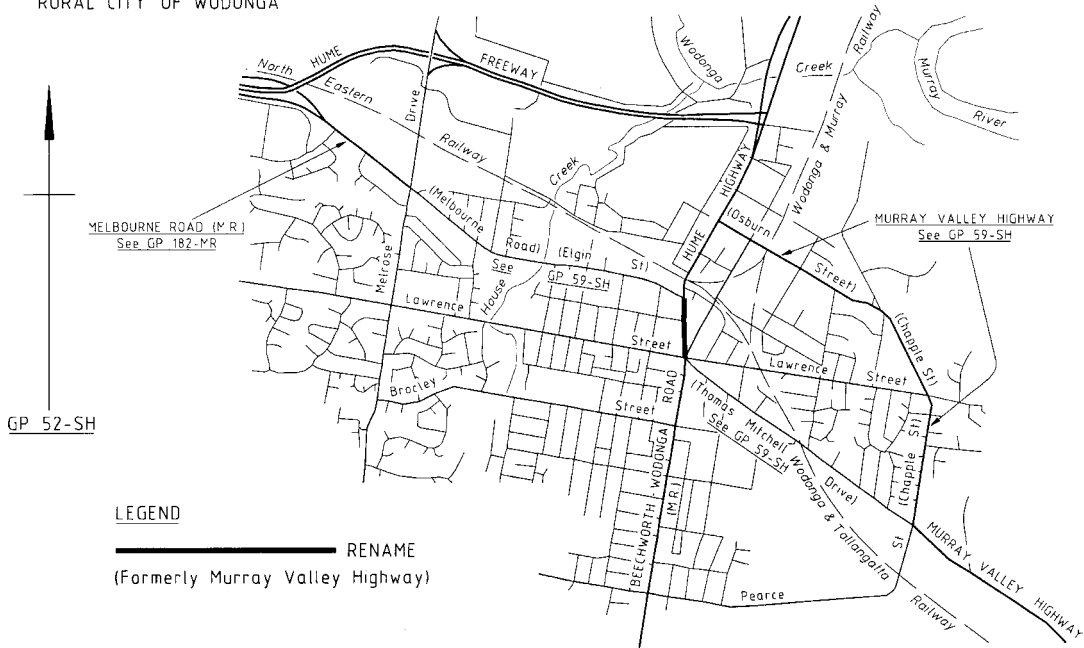 RURAL CITY OF WODONGA
HUME
FREEWAY
North
Eastern
Railway
Drive
Melrose
Wodonga
Creek
Railway
Murray
River
Wodonga & Murray
HUME
HIGHWAY
Creek
MELBOURNE ROAD (M.R)
See GP 182-MR
(Melbourne
Road)
(Elgin
St)
See
GP 59-SH
House
(Osburn
Street)
MURRAY VALLEY HIGHWAY
See GP 59-SH
(Chapple St)
Lawrence
Street
Lawrence
Street
Brocley
Street
ROAD
BEECHWORTH - WODONGA
(M.R.)
(Thomas Mitchell
Drive)
See GP 59-SH
Wodonga & Tallangatta
Railway
(Chapple St)
St
MURRAY VALLEY HIGHWAY
Pearce
GP 52-SH
LEGEND
RENAME
(Formerly Murray Valley Highway)